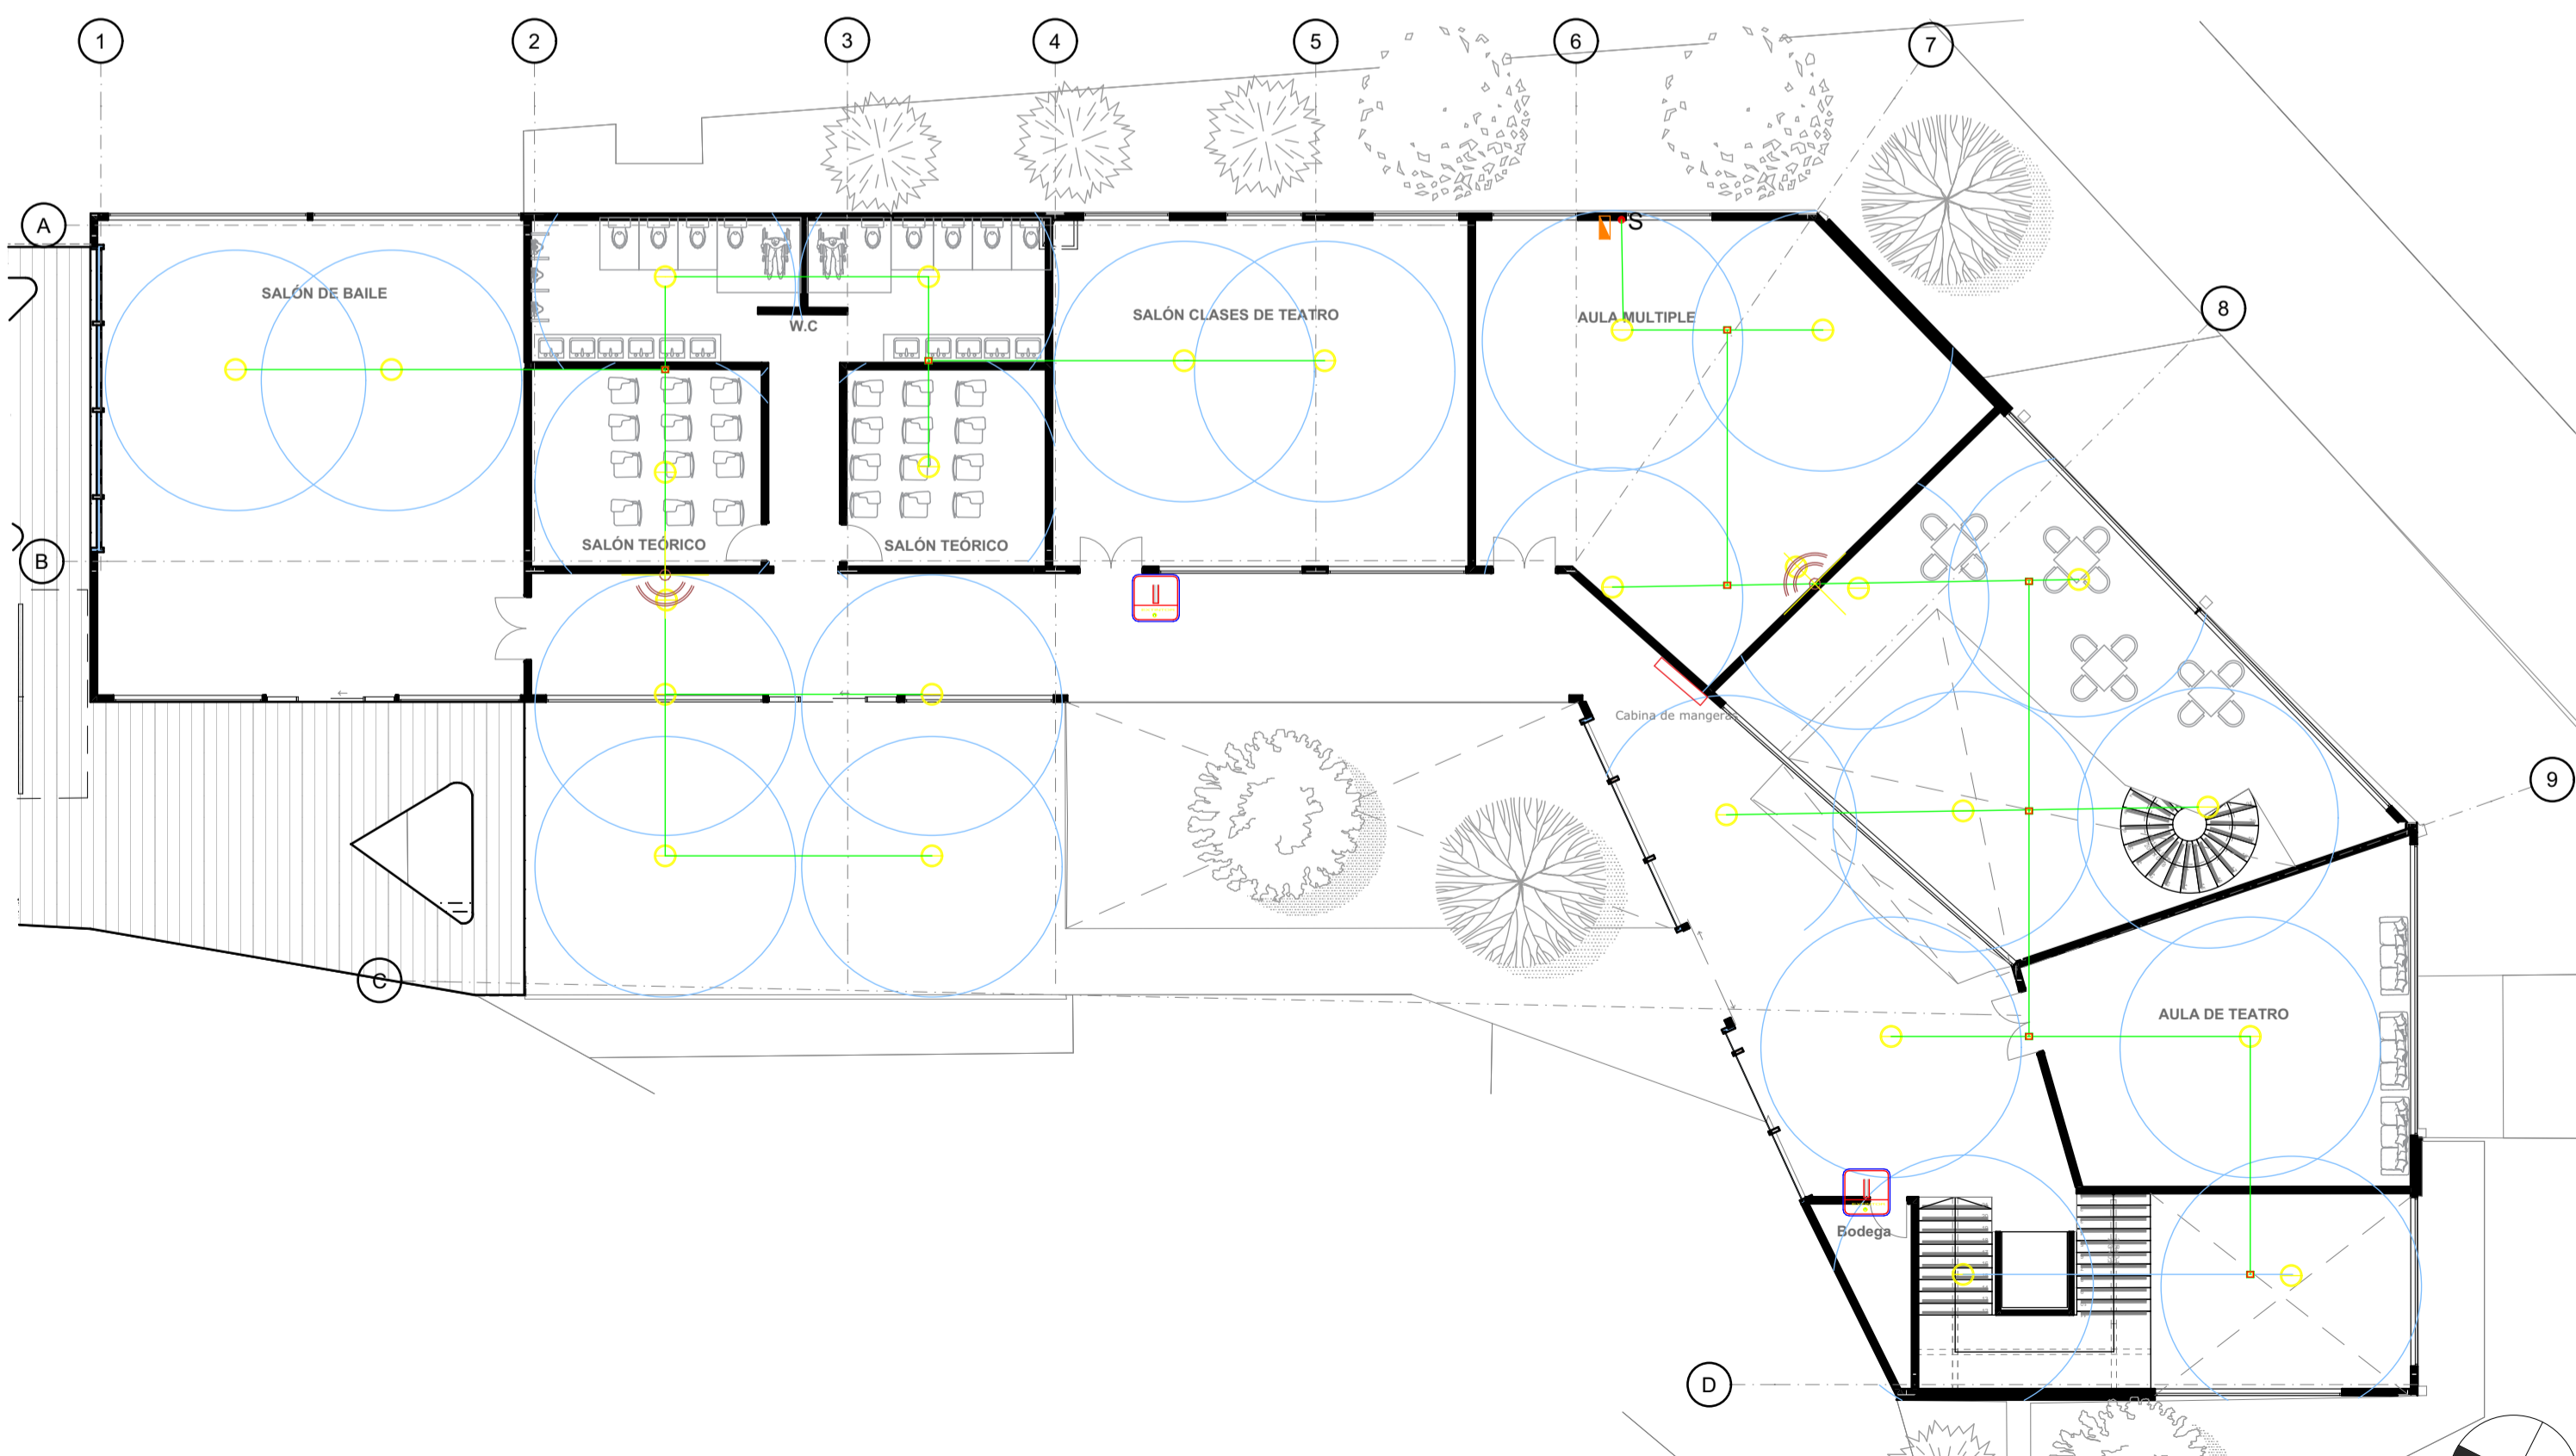 1
2
3
4
5
6
7
A
S
SALÓN DE BAILE
SALÓN CLASES DE TEATRO
AULA MULTIPLE
8
W.C
SALÓN TEÓRICO
SALÓN TEÓRICO
B
Cabina de mangeras
9
C
AULA DE TEATRO
Bodega
D